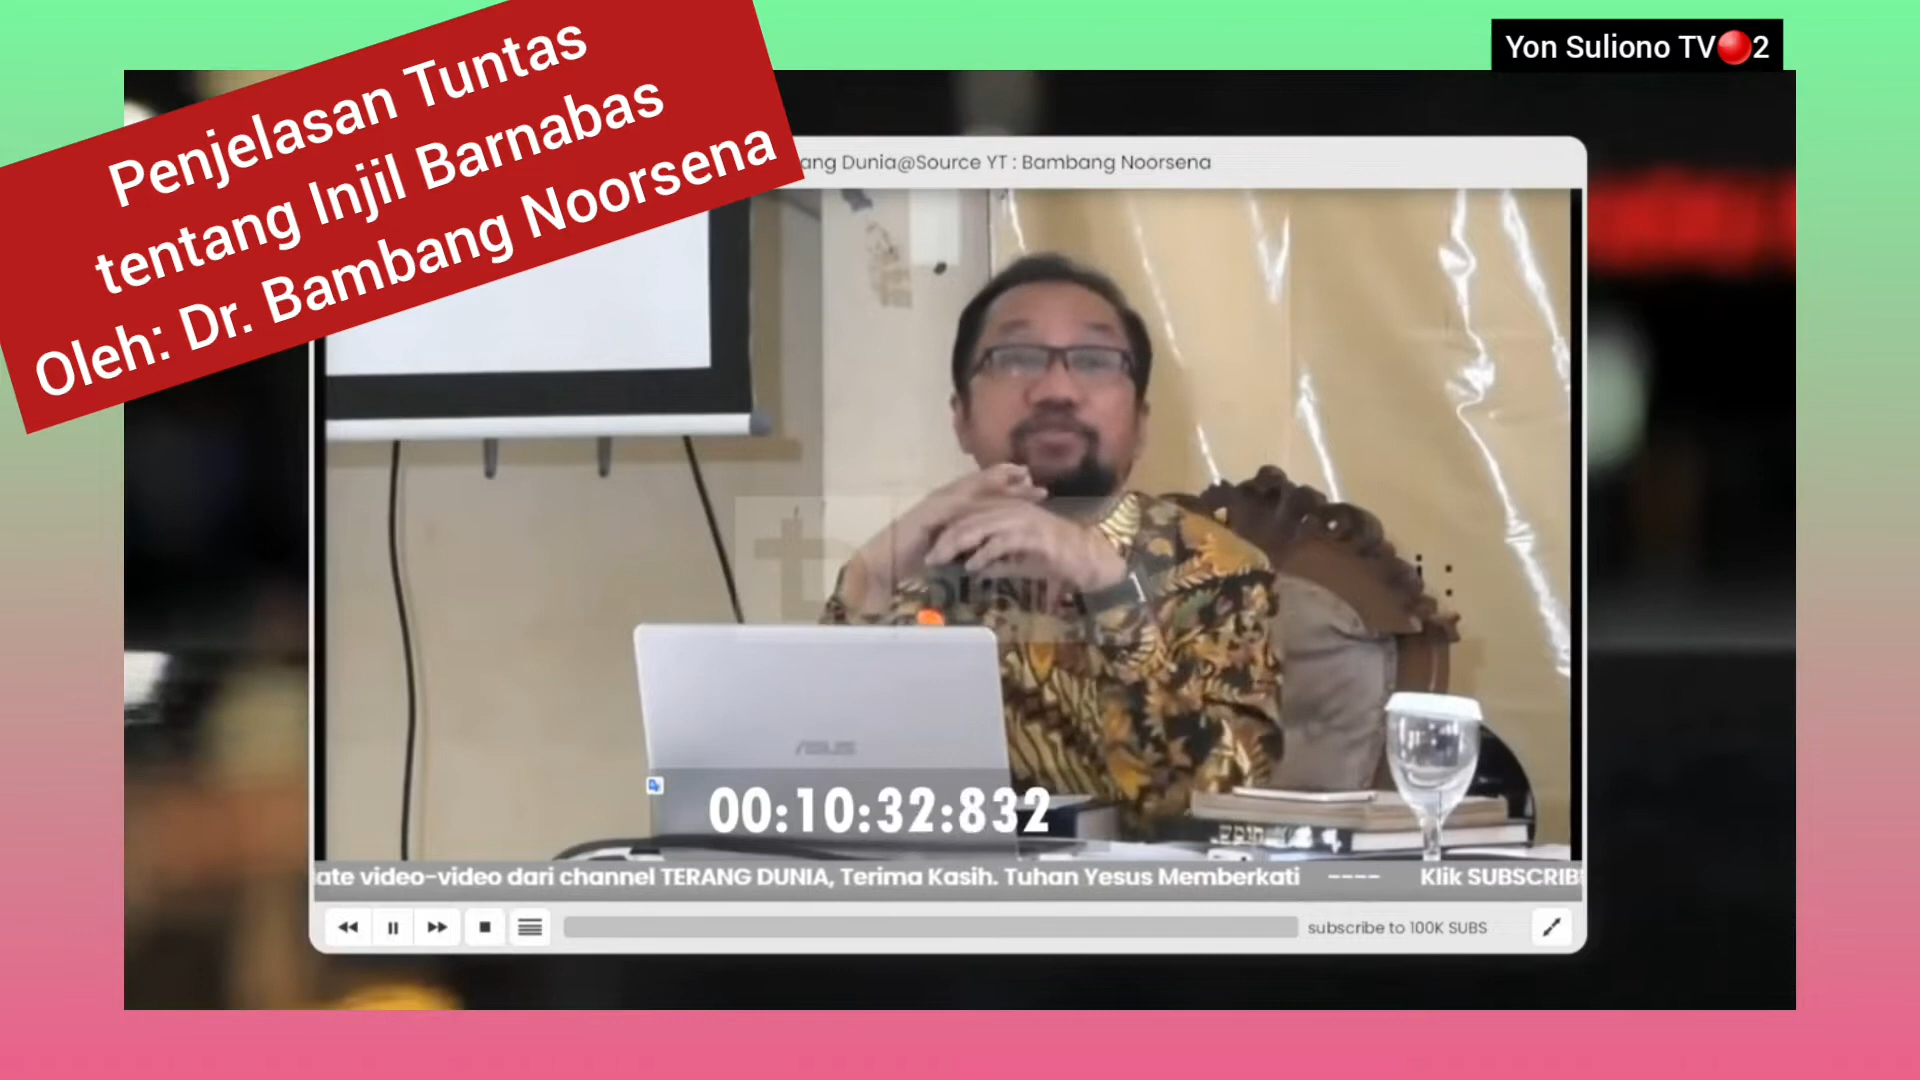 Penjelasan Tuntas
tentang Injil Barnabas
Oleh: Dr. Bambang Noorsena
Yon Suliono TV🔴2
ang Dunia@Source YT : Bambang Noorsena
DUNIA
ASUS
00:10:32:832
ate video-video dari channel TERANG DUNIA, Terima Kasih. Tuhan Yesus Memberkati ---- Klik SUBSCRIB
subscribe to 100K SUBS